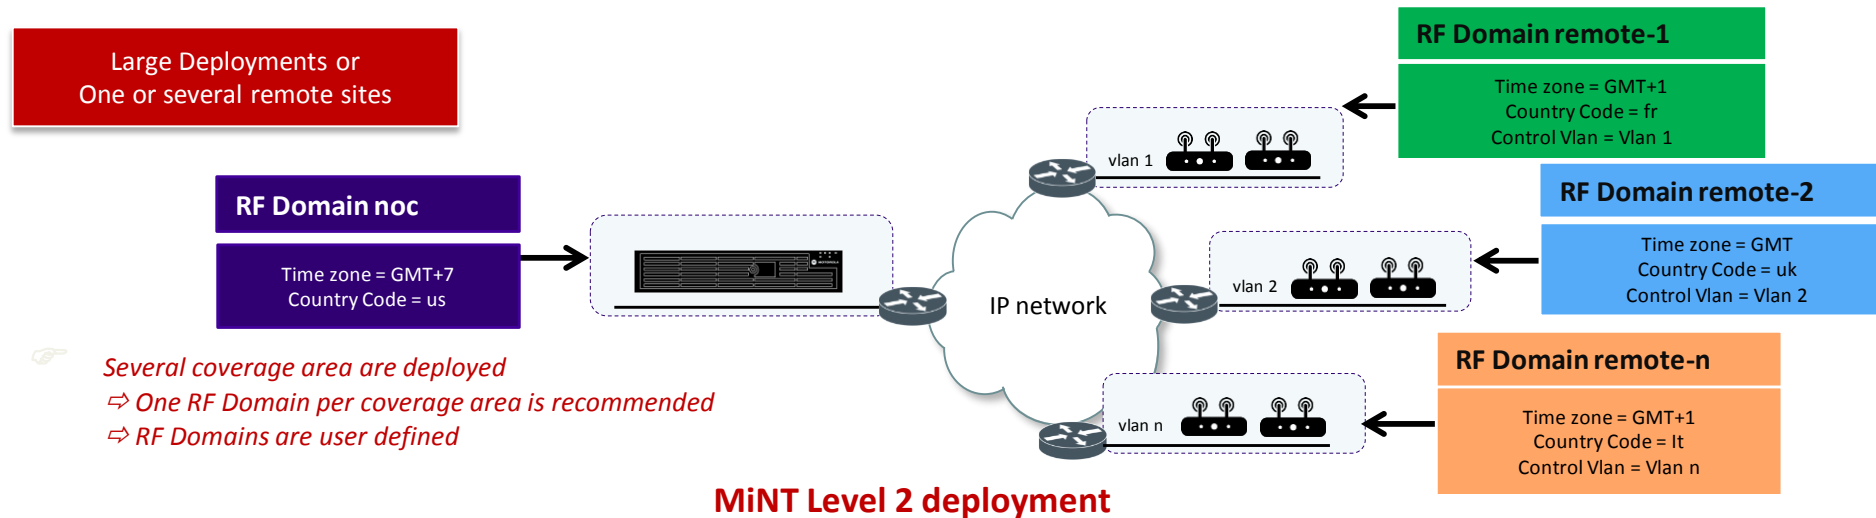 Large Deployments or
One or several remote sites
RF Domain noc
Time zone = GMT+7
Country Code = us
MOTOROLA
IP network
vlan 1
vlan 2
vlan n
RF Domain remote-1
Time zone = GMT+1
Country Code = fr
Control Vlan = Vlan 1
RF Domain remote-2
Time zone = GMT
Country Code = uk
Control Vlan = Vlan 2
RF Domain remote-n
Time zone = GMT+1
Country Code = It
Control Vlan = Vlan n
Several coverage area are deployed
⇨ One RF Domain per coverage area is recommended
⇨ RF Domains are user defined
MiNT Level 2 deployment